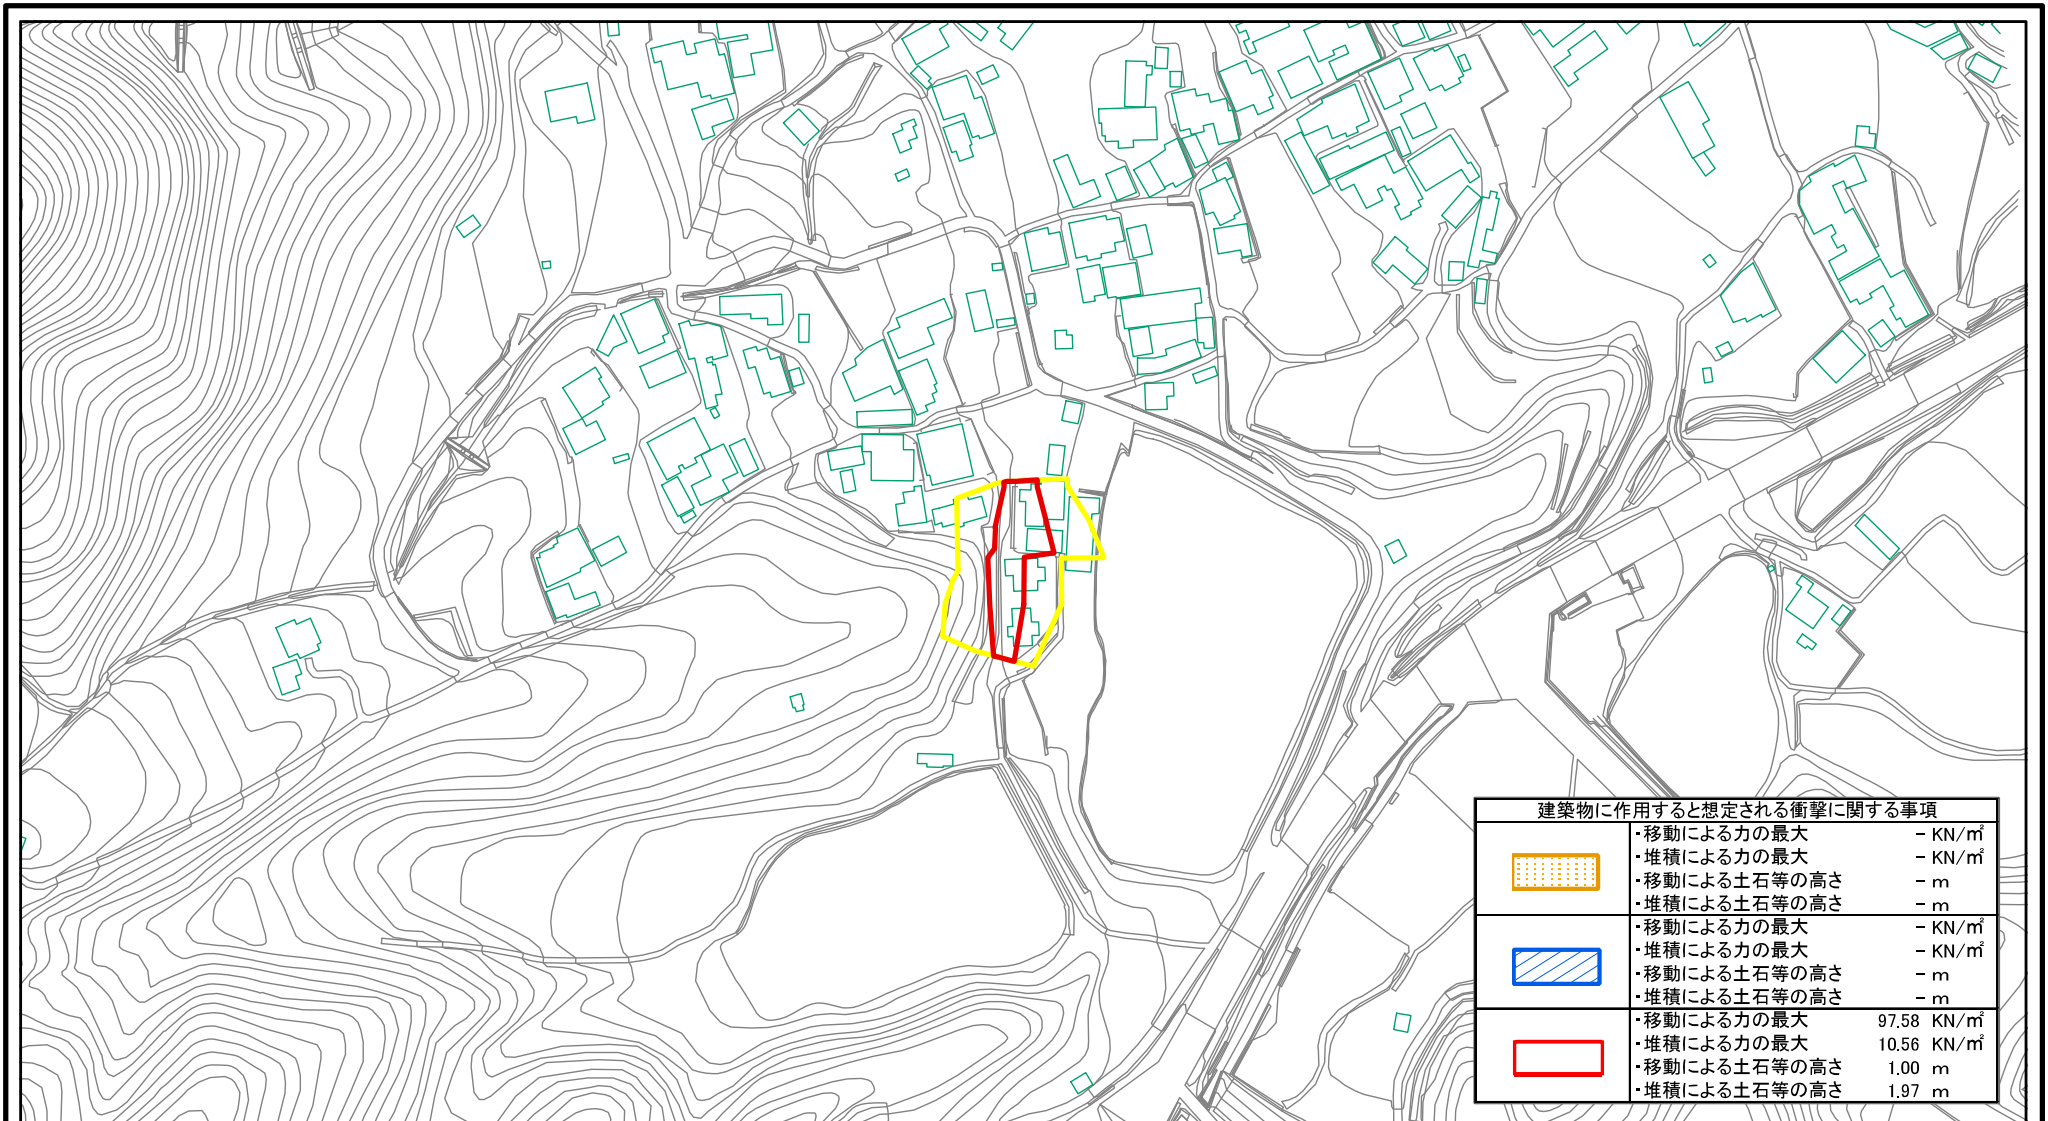 建築物に作用すると想定される衝撃に関する事項
・移動による力の最大 - KN/㎡
・堆積による力の最大 - KN/㎡
・移動による土石等の高さ - m
・堆積による土石等の高さ - m
・移動による力の最大 - KN/㎡
・堆積による力の最大 - KN/㎡
・移動による土石等の高さ - m
・堆積による土石等の高さ - m
・移動による力の最大 97.58 KN/㎡
・堆積による力の最大 10.56 KN/㎡
・移動による土石等の高さ 1.00 m
・堆積による土石等の高さ 1.97 m